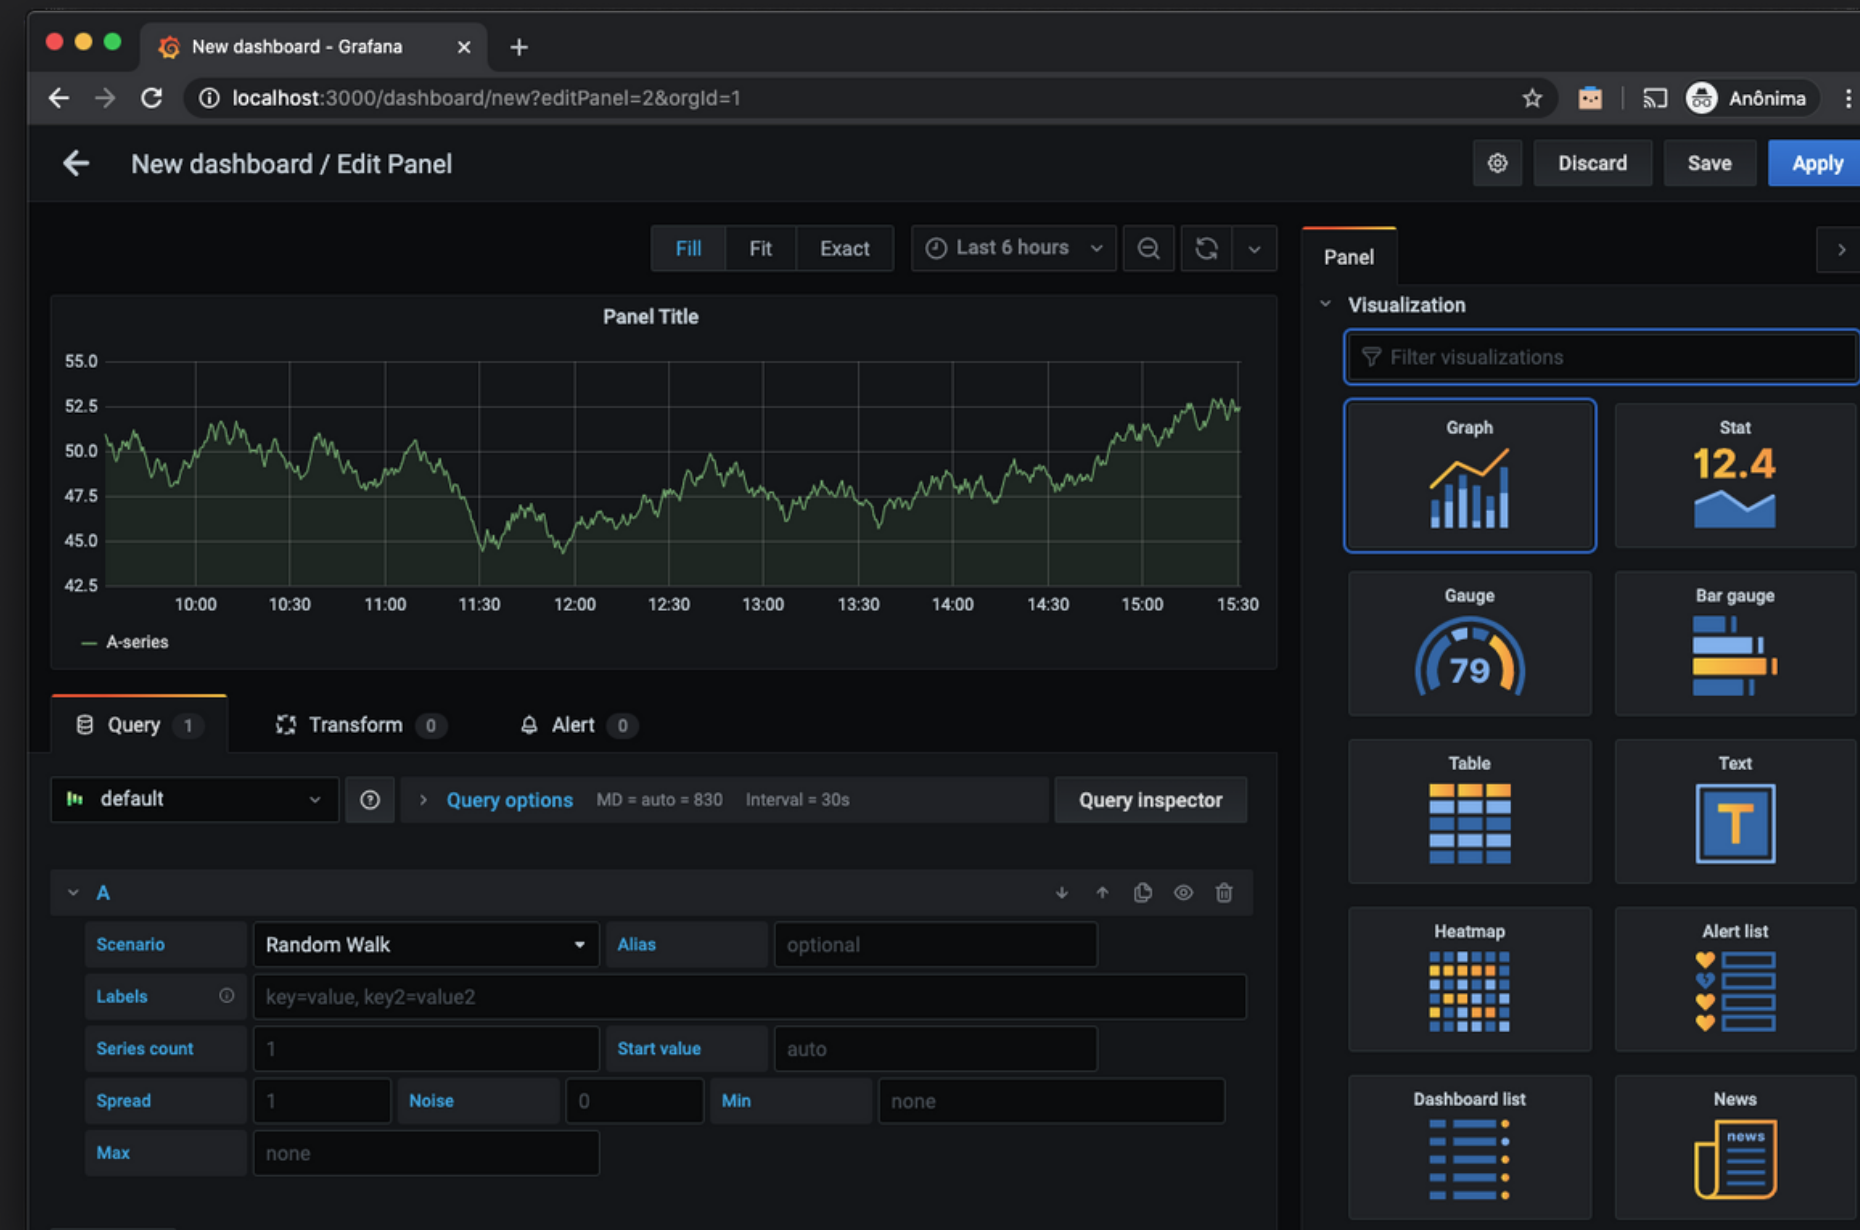 New dashboard - Grafana
localhost:3000/dashboard/new?editPanel=2&orgId=1
Anônima
New dashboard / Edit Panel
Discard
Save
Apply
Fill
Fit
Exact
Last 6 hours
Panel
Visualization
Filter visualizations
Panel Title
55.0
52.5
50.0
47.5
45.0
42.5
10:00 10:30 11:00 11:30 12:00 12:30 13:00 13:30 14:00 14:30 15:00 15:30
A-series
Graph
Stat
12.4
Gauge
79
Bar gauge
Table
Text
T
Heatmap
Alert list
Dashboard list
News
news
Query 1
Transform 0
Alert 0
default
Query options MD = auto = 830 Interval = 30s
Query inspector
A
Scenario Random Walk Alias optional
Labels key=value, key2=value2
Series count 1 Start value auto
Spread 1 Noise 0 Min none
Max none